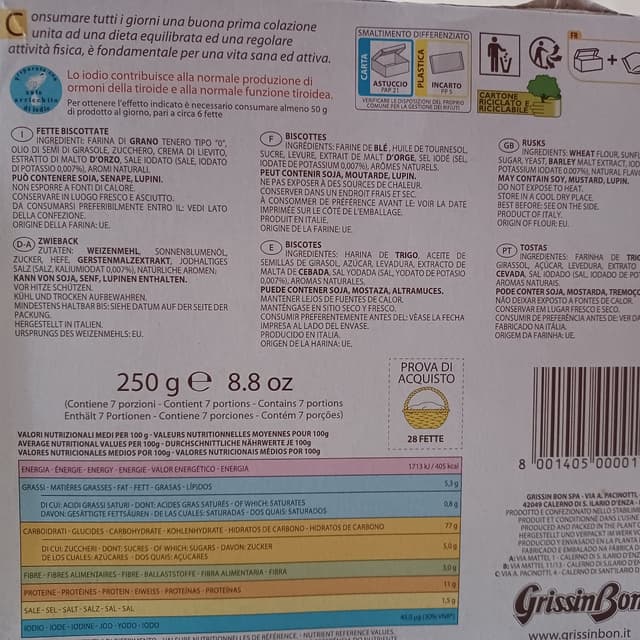 Consumare tutti i giorni una buona prima colazione
unita ad una dieta equilibrata ed una regolare
attività fisica, è fondamentale per una vita sana ed attiva.
preparate con
sale
arricchito
di iodio
Lo iodio contribuisce alla normale produzione di
ormoni della tiroide e alla normale funzione tiroidea.
Per ottenere l'effetto indicato è necessario consumare almeno 50 g
di prodotto al giorno, pari a circa 6 fette
SMALTIMENTO DIFFERENZIATO
CARTA
ASTUCCIO
PAP 21
PLASTICA
INCARTO
PP 5
VERIFICARE LE DISPOSIZIONI DEL PROPRIO
COMUNE PER LA GESTIONE DEI RIFIUTI
CARTONE
RICICLATO E
RICICLABILE
FR
I FETTE BISCOTTATE
INGREDIENTI: FARINA DI GRANO TENERO TIPO "0",
OLIO DI SEMI DI GIRASOLE, ZUCCHERO, CREMA DI LIEVITO,
ESTRATTO DI MALTO D'ORZO, SALE IODATO (SALE, IODATO
DI POTASSIO 0,007%), AROMI NATURALI.
PUÒ CONTENERE SOIA, SENAPE, LUPINI.
NON ESPORRE A FONTI DI CALORE.
CONSERVARE IN LUOGO FRESCO E ASCIUTTO.
DA CONSUMARSI PREFERIBILMENTE ENTRO IL: VEDI LATO
DELLA CONFEZIONE.
ORIGINE DELLA FARINA: UE.
D-A ZWIEBACK
ZUTATEN: WEIZENMEHL, SONNENBLUMENÖL,
ZUCKER, HEFE, GERSTENMALZEXTRAKT, JODHALTIGES
SALZ (SALZ, KALIUMJODAT 0,007%), NATÜRLICHE AROMEN;
KANN VON SOJA, SENF, LUPINEN ENTHALTEN.
VOR HITZE SCHÜTZEN.
KÜHL UND TROCKEN AUFBEWAHREN.
MINDESTENS HALTBAR BIS: SIEHE DATUM AUF DER SEITE DER
PACKUNG.
HERGESTELLT IN ITALIEN.
URSPRUNG DES WEIZENMEHLS: EU.
F BISCOTTES
INGRÉDIENTS: FARINE DE BLÉ, HUILE DE TOURNESOL,
SUCRE, LEVURE, EXTRAIT DE MALT D'ORGE, SEL IODÉ (SEL,
IODATE DE POTASSIUM 0,007%), ARÔMES NATURELS.
PEUT CONTENIR SOJA, MOUTARDE, LUPIN.
NE PAS EXPOSER À DES SOURCES DE CHALEUR.
CONSERVER DANS UN ENDROIT FRAIS ET SEC.
À CONSOMMER DE PRÉFÉRENCE AVANT LE: VOIR LA DATE
IMPRIMÉE SUR LE CÔTÉ DE L'EMBALLAGE.
PRODUIT EN ITALIE.
ORIGINE DE LA FARINE: UE.
E BISCOTES
INGREDIENTES: HARINA DE TRIGO, ACEITE DE
SEMILLAS DE GIRASOL, AZÚCAR, LEVADURA, EXTRACTO DE
MALTA DE CEBADA, SAL YODADA (SAL, YODATO DE POTASIO
0,007%), AROMAS NATURALES.
PUEDE CONTENER SOJA, MOSTAZA, ALTRAMUCES.
MANTENER LEJOS DE FUENTES DE CALOR.
MANTÉNGASE EN SITIO SECO Y FRESCO.
CONSUMIR PREFERENTEMENTE ANTES DEL: VÉASE LA FECHA
IMPRESA AL LADO DEL ENVASE.
PRODUCIDO EN ITALIA.
ORIGEN DE LA HARINA: UE.
GB RUSKS
INGREDIENTS: WHEAT FLOUR,
SUGAR, YEAST, BARLEY MALT EXTRACT,
POTASSIUM IODATE 0.007%), NATURAL
MAY CONTAIN SOY, MUSTARD, LUPIN.
DO NOT EXPOSE TO HEAT.
STORE IN A COOL DRY PLACE.
BEST BEFORE: SEE ON THE SIDE.
PRODUCT OF ITALY.
ORIGIN OF FLOUR: EU.
PT TOSTAS
INGREDIENTES: FARINHA DE
GIRASSOL, AÇÚCAR, LEVEDURA, EXTRATO
CEVADA, SAL IODADO (SAL, IODADO DE
AROMAS NATURAIS.
PODE CONTER SOJA, MOSTARDA,
NÃO DEIXAR EXPOSTO A FONTES DE CALOR.
CONSERVAR EM LUGAR FRESCO E SECO.
CONSUMIR DE PREFERÊNCIA ANTES DE: VER
FABRICADO NA ITÁLIA.
ORIGEM DA FARINHA: UE.
250 g e 8.8 oz
(Contiene 7 porzioni - Contient 7 portions - Contains 7 portions
Enthält 7 Portionen - Contiene 7 porciones - Contém 7 porções)
PROVA DI
ACQUISTO
28 FETTE
VALORI NUTRIZIONALI MEDI PER 100 g - VALEURS NUTRITIONNELLES MOYENNES POUR 100g
AVERAGE NUTRITIONAL VALUES PER 100g - DURCHSCHNITTLICHE NÄHRWERTE JE 100g
VALORES NUTRICIONALES MEDIOS POR 100g - VALORES NUTRICIONAIS MÉDIOS POR 100g
ENERGIA - ÉNERGIE - ENERGY - ENERGIE - VALOR ENERGÉTICO - ENERGIA 1713 kJ / 405 kcal
GRASSI - MATIÈRES GRASSES - FAT - FETT - GRASAS - LÍPIDOS 5,3 g
DI CUI: ACIDI GRASSI SATURI - DONT: ACIDES GRAS SATURÉS - OF WHICH: SATURATES 0,8 g
DAVON: GESÄTTIGTE FETTSÄUREN - DE LAS CUALES: SATURADAS - DOS QUAIS: SATURADOS
CARBOIDRATI - GLUCIDES - CARBOHYDRATE - KOHLENHYDRATE - HIDRATOS DE CARBONO - HIDRATOS DE CARBONO 77 g
DI CUI: ZUCCHERI - DONT: SUCRES - OF WHICH: SUGARS - DAVON: ZUCKER 5,0 g
DE LOS CUALES: AZÚCARES - DOS QUAIS: AÇÚCARES
FIBRE - FIBRES ALIMENTAIRES - FIBRE - BALLASTSTOFFE - FIBRA ALIMENTARIA - FIBRA 3,0 g
PROTEINE - PROTÉINES - PROTEIN - EIWEISS - PROTEÍNAS - PROTEÍNAS 11 g
SALE - SEL - SALT - SALZ - SAL - SAL 1,5 g
IODIO - IODE - IODINE - JOD - YODO - IODO
8 001405 00001
GRISSIN BON SPA - VIA A. PACINOTTI,
42049 CALERNO DI S. ILARIO D'ENZA
GrissinBon
www.grissinbon.it